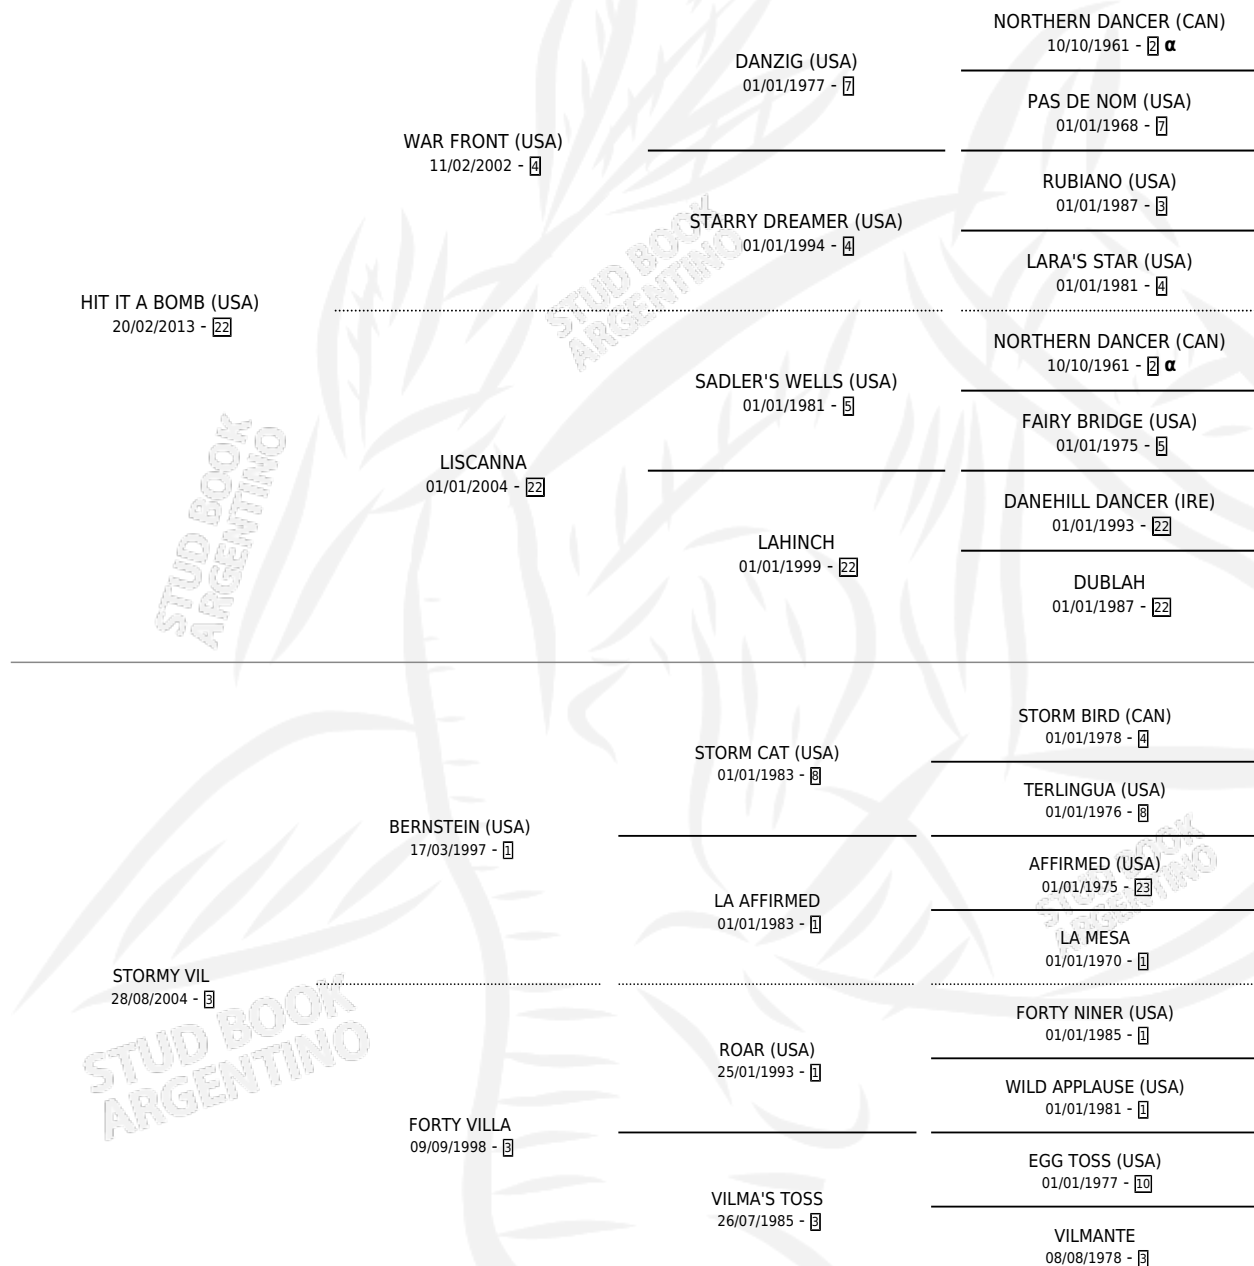 NORTHERN DANCER (CAN)
10/10/1961 - 2 α
DANZIG (USA)
01/01/1977 - 7
PAS DE NOM (USA)
01/01/1968 - 7
WAR FRONT (USA)
11/02/2002 - 4
RUBIANO (USA)
01/01/1987 - 3
STARRY DREAMER (USA)
01/01/1994 - 4
LARA'S STAR (USA)
01/01/1981 - 4
HIT IT A BOMB (USA)
20/02/2013 - 22
NORTHERN DANCER (CAN)
10/10/1961 - 2 α
SADLER'S WELLS (USA)
01/01/1981 - 5
FAIRY BRIDGE (USA)
01/01/1975 - 5
LISCANNA
01/01/2004 - 22
DANEHILL DANCER (IRE)
01/01/1993 - 22
LAHINCH
01/01/1999 - 22
DUBLAH
01/01/1987 - 22
STORM BIRD (CAN)
01/01/1978 - 4
STORM CAT (USA)
01/01/1983 - 8
TERLINGUA (USA)
01/01/1976 - 8
BERNSTEIN (USA)
17/03/1997 - 1
AFFIRMED (USA)
01/01/1975 - 23
LA AFFIRMED
01/01/1983 - 1
LA MESA
01/01/1970 - 1
STORMY VIL
28/08/2004 - 3
FORTY NINER (USA)
01/01/1985 - 1
ROAR (USA)
25/01/1993 - 1
WILD APPLAUSE (USA)
01/01/1981 - 1
FORTY VILLA
09/09/1998 - 3
EGG TOSS (USA)
01/01/1977 - 10
VILMA'S TOSS
26/07/1985 - 3
VILMANTE
08/08/1978 - 3
STUD BOOK
ARGENTINO
STUD BOOK
ARGENTINO
STUD BOOK
ARGENTINO
STUD BOOK
ARGENTINO